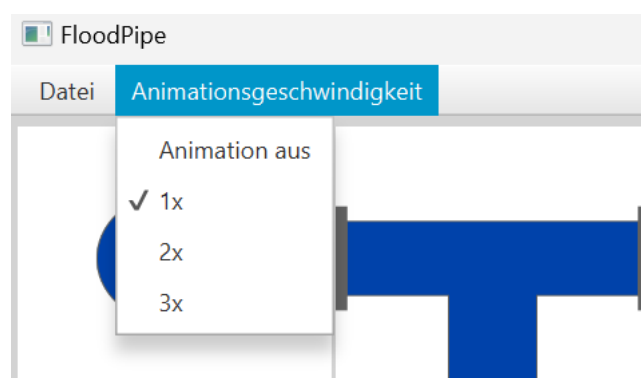 FloodPipe
Datei Animationsgeschwindigkeit
Animation aus
✓ 1x
2x
3x